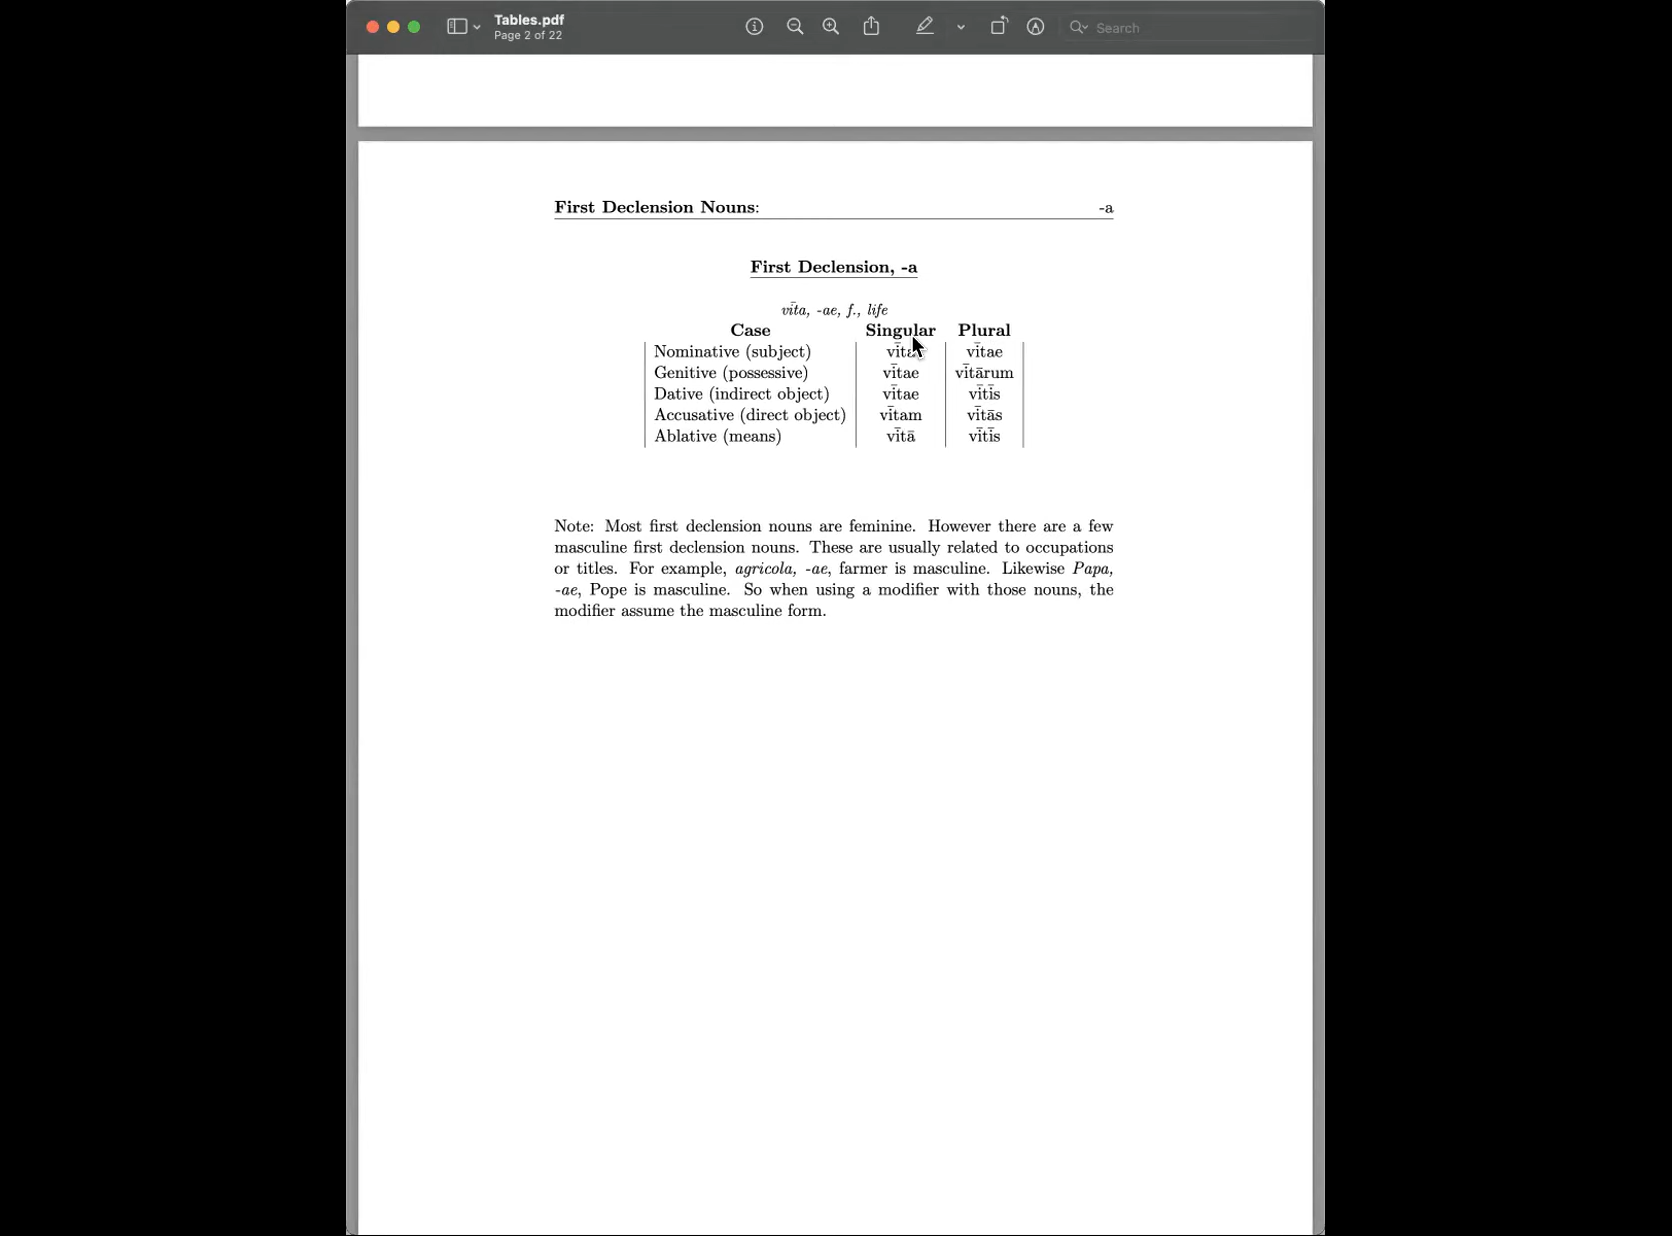 Tables.pdf
Page 2 of 22
Search
First Declension Nouns: -a
First Declension, -a
vīta, -ae, f., life
Case Singular Plural
Nominative (subject) vīta vītae
Genitive (possessive) vītae vītārum
Dative (indirect object) vītae vītīs
Accusative (direct object) vītam vītās
Ablative (means) vītā vītīs
Note: Most first declension nouns are feminine. However there are a few
masculine first declension nouns. These are usually related to occupations
or titles. For example, agricola, -ae, farmer is masculine. Likewise Papa,
-ae, Pope is masculine. So when using a modifier with those nouns, the
modifier assume the masculine form.